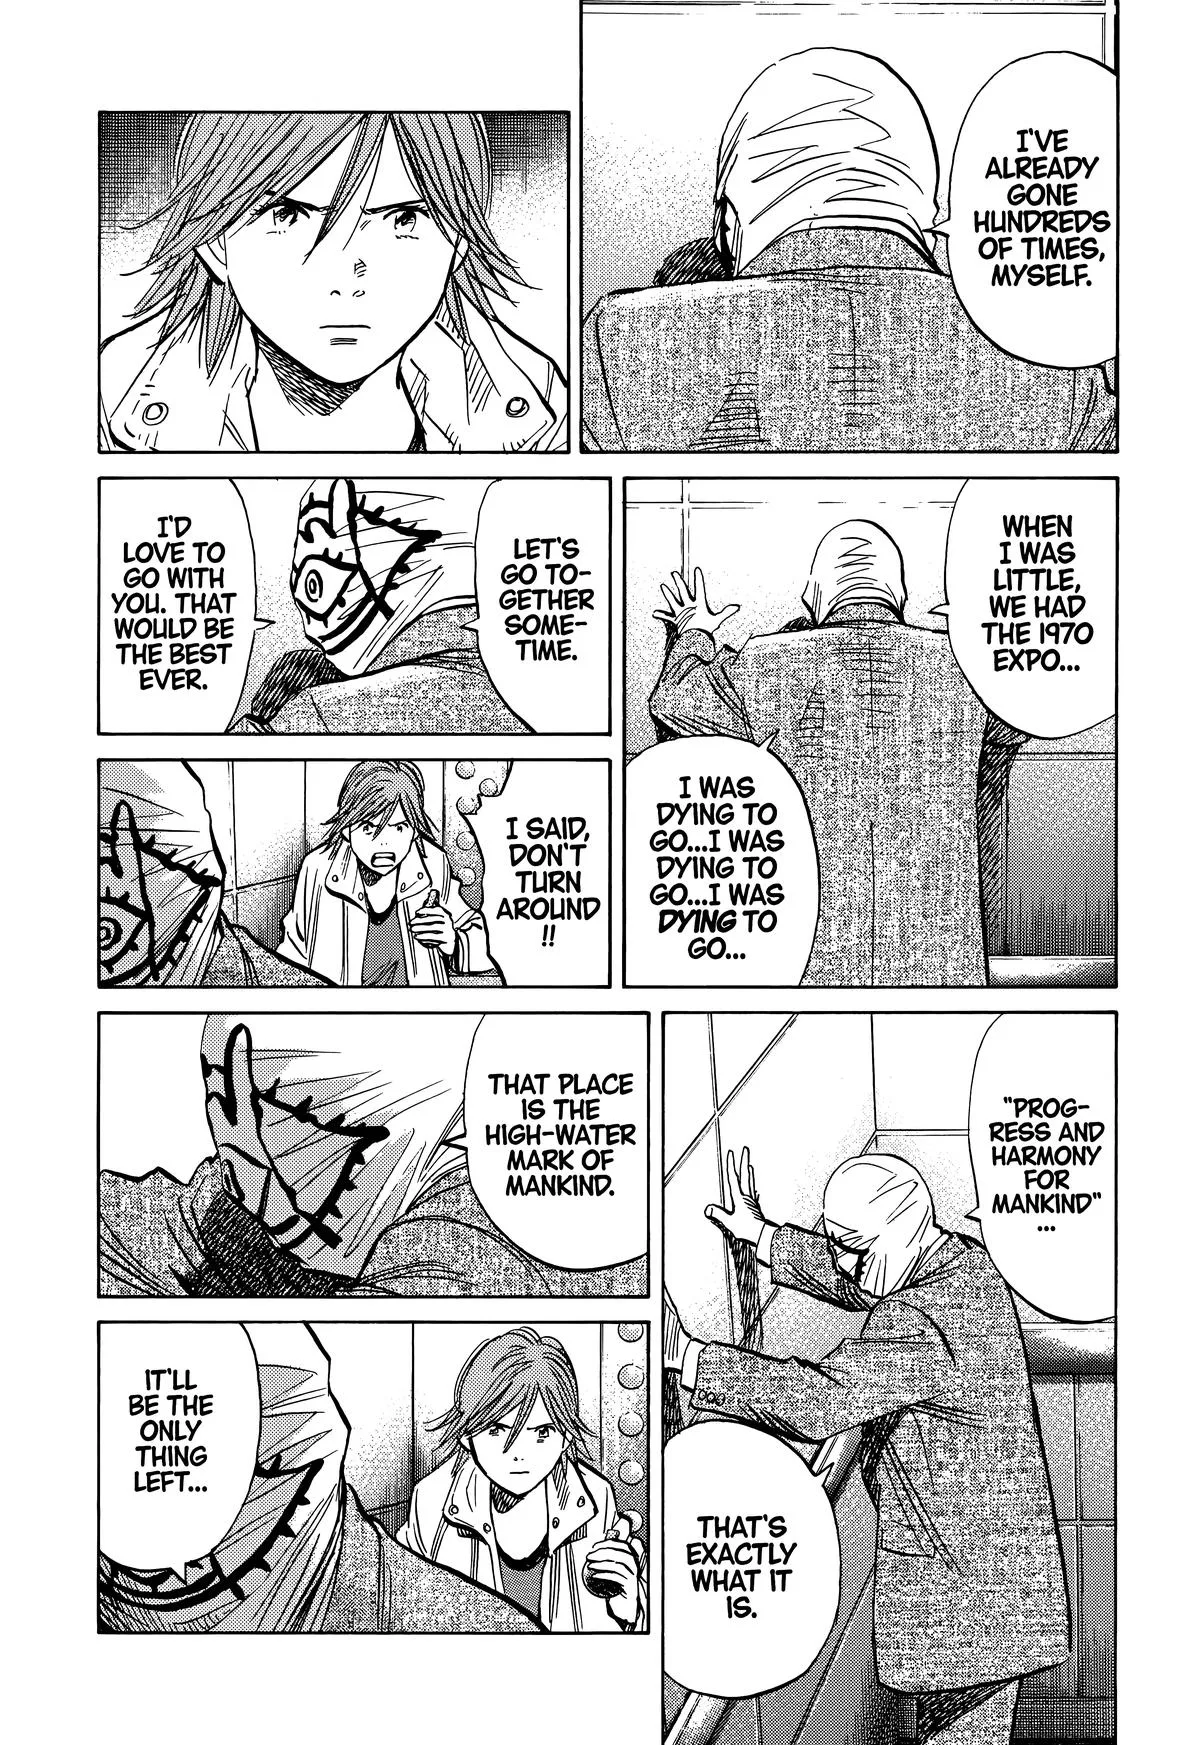 I'VE
ALREADY
GONE
HUNDREDS
OF TIMES,
MYSELF.
WHEN
I WAS
LITTLE,
WE HAD
THE 1970
EXPO...
I WAS
DYING TO
GO...I WAS
DYING TO
GO...I WAS
DYING TO
GO...
LET'S
GO TO-
GETHER
SOME-
TIME.
I'D
LOVE TO
GO WITH
YOU. THAT
WOULD BE
THE BEST
EVER.
I SAID,
DON'T
TURN
AROUND
!!
"PROG-
RESS AND
HARMONY
FOR
MANKIND"
...
THAT'S
EXACTLY
WHAT IT
IS.
THAT PLACE
IS THE
HIGH-WATER
MARK OF
MANKIND.
IT'LL
BE THE
ONLY
THING
LEFT...